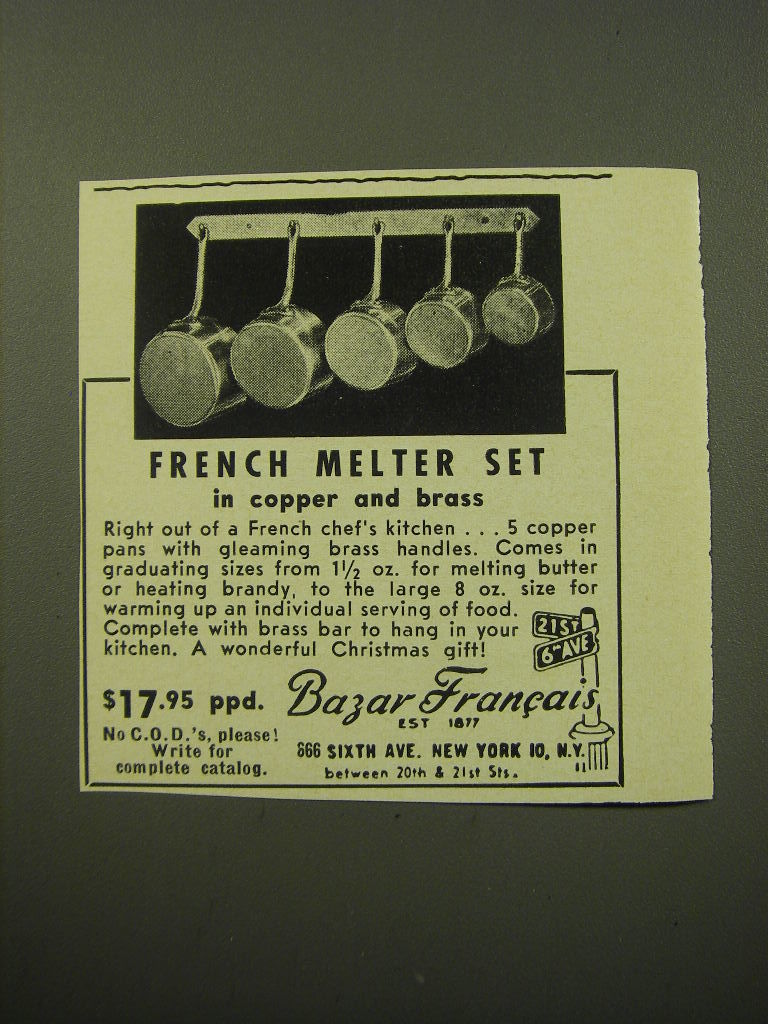 FRENCH MELTER SET
in copper and brass
Right out of a French chef's kitchen . . . 5 copper
pans with gleaming brass handles. Comes in
graduating sizes from 1½ oz. for melting butter
or heating brandy, to the large 8 oz. size for
warming up an individual serving of food.
Complete with brass bar to hang in your
kitchen. A wonderful Christmas gift!
21ST
6TH AVE
$17.95 ppd.
Bazar Français
EST 1877
No C.O.D.'s, please!
Write for
complete catalog.
866 SIXTH AVE. NEW YORK 10, N.Y.
between 20th & 21st Sts.